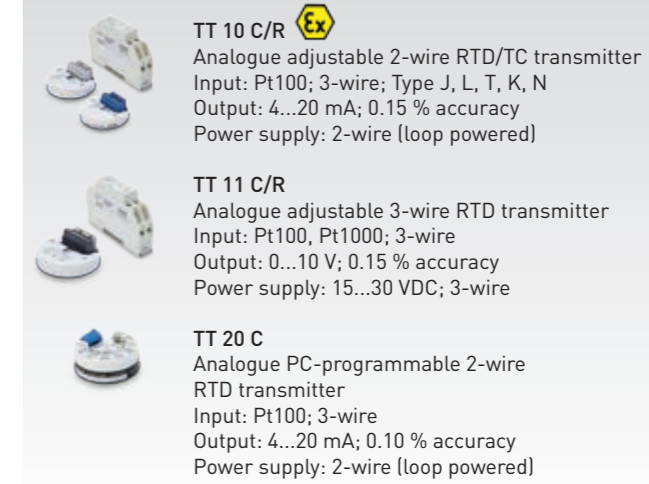 TT 10 C/R Ex
Analogue adjustable 2-wire RTD/TC transmitter
Input: Pt100; 3-wire; Type J, L, T, K, N
Output: 4...20 mA; 0.15 % accuracy
Power supply: 2-wire (loop powered)
TT 11 C/R
Analogue adjustable 3-wire RTD transmitter
Input: Pt100, Pt1000; 3-wire
Output: 0...10 V; 0.15 % accuracy
Power supply: 15...30 VDC; 3-wire
TT 20 C
Analogue PC-programmable 2-wire
RTD transmitter
Input: Pt100; 3-wire
Output: 4...20 mA; 0.10 % accuracy
Power supply: 2-wire (loop powered)